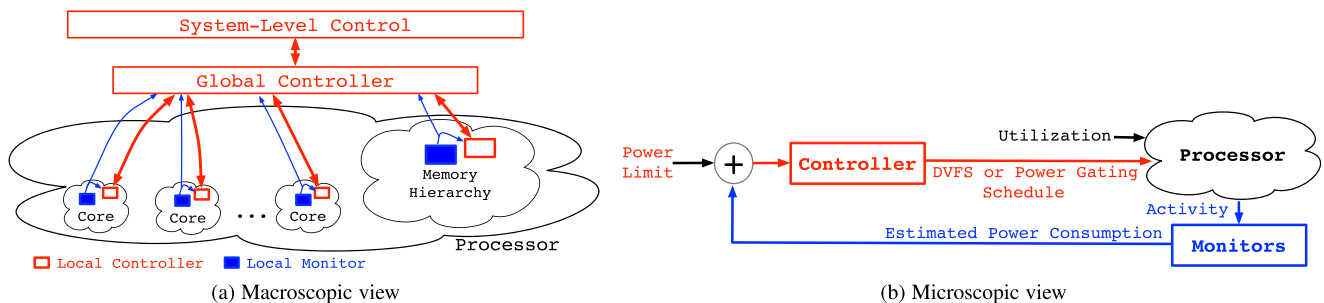 System-Level Control
Global Controller
Memory
Hierarchy
Core
Core
...
Core
Processor
Local Controller
Local Monitor
(a) Macroscopic view
Utilization
Processor
Power
Limit
+
Controller
DVFS or Power Gating
Schedule
Activity
Estimated Power Consumption
Monitors
(b) Microscopic view